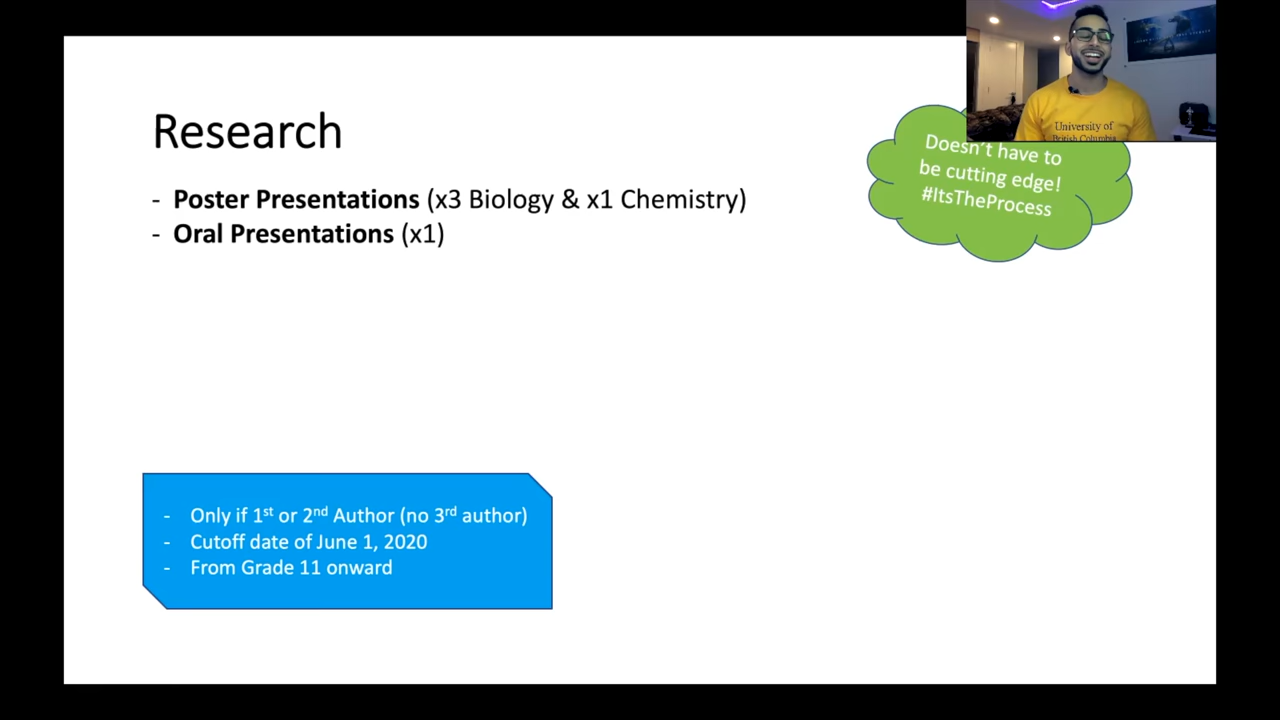 Research
- Poster Presentations (x3 Biology & x1 Chemistry)
- Oral Presentations (x1)
Doesn't have to
be cutting edge!
#ItsTheProcess
University of
British Columbia
- Only if 1st or 2nd Author (no 3rd author)
- Cutoff date of June 1, 2020
- From Grade 11 onward